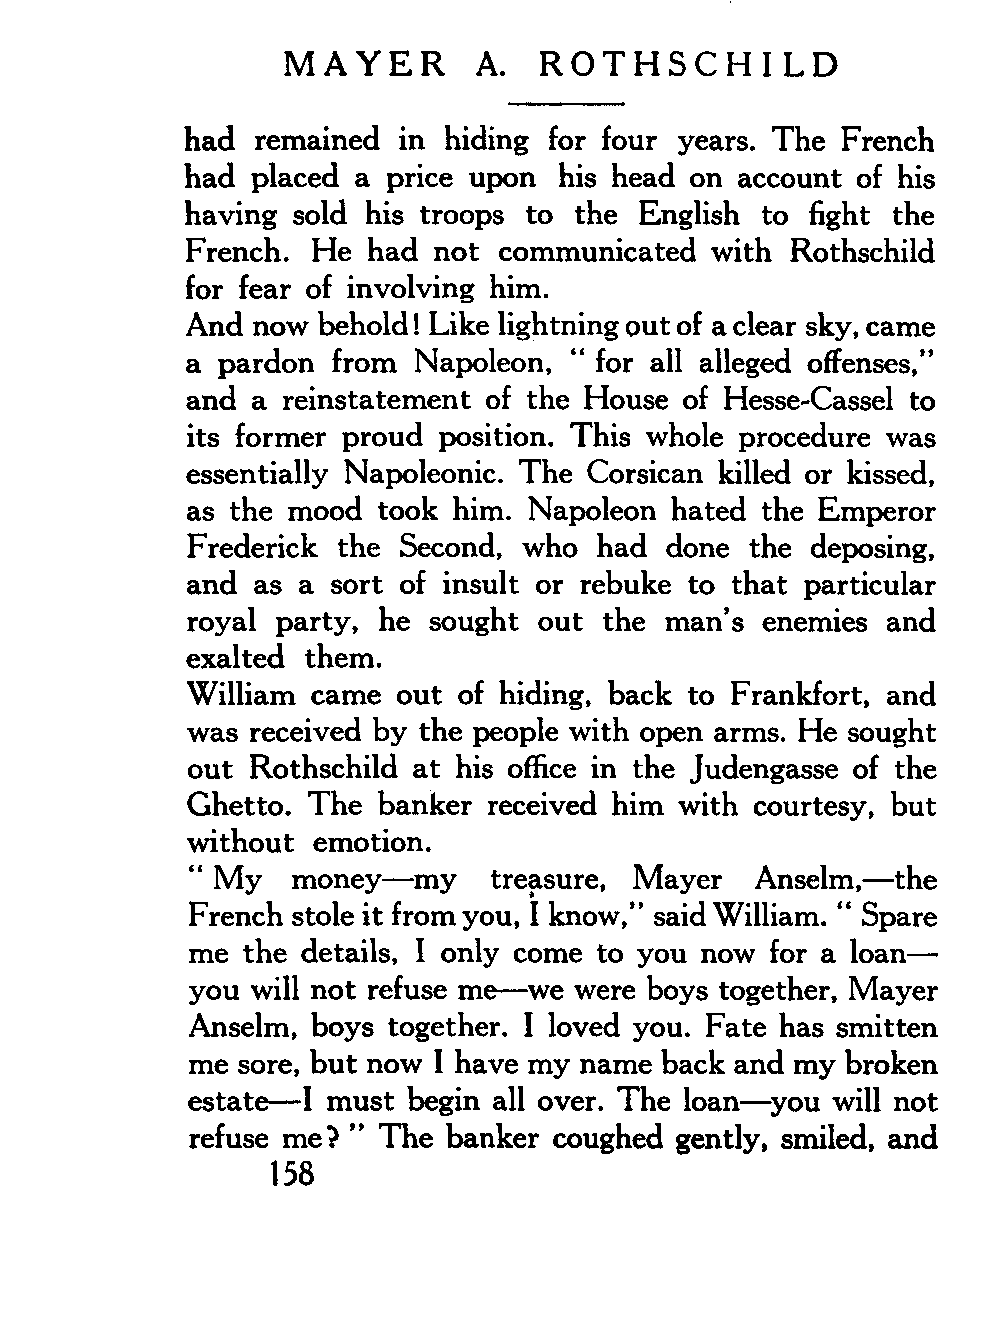 MAYER A. ROTHSCHILD
had remained in hiding for four years. The French
had placed a price upon his head on account of his
having sold his troops to the English to fight the
French. He had not communicated with Rothschild
for fear of involving him.
And now behold! Like lightning out of a clear sky, came
a pardon from Napoleon, “ for all alleged offenses,”
and a reinstatement of the House of Hesse-Cassel to
its former proud position. This whole procedure was
essentially Napoleonic. The Corsican killed or kissed,
as the mood took him. Napoleon hated the Emperor
Frederick the Second, who had done the deposing,
and as a sort of insult or rebuke to that particular
royal party, he sought out the man's enemies and
exalted them.
William came out of hiding, back to Frankfort, and
was received by the people with open arms. He sought
out Rothschild at his office in the Judengasse of the
Ghetto. The banker received him with courtesy, but
without emotion.
“ My money—my treasure, Mayer Anselm,—the
French stole it from you, I know,” said William. “ Spare
me the details, I only come to you now for a loan—
you will not refuse me—we were boys together, Mayer
Anselm, boys together. I loved you. Fate has smitten
me sore, but now I have my name back and my broken
estate—I must begin all over. The loan—you will not
refuse me? ” The banker coughed gently, smiled, and
158